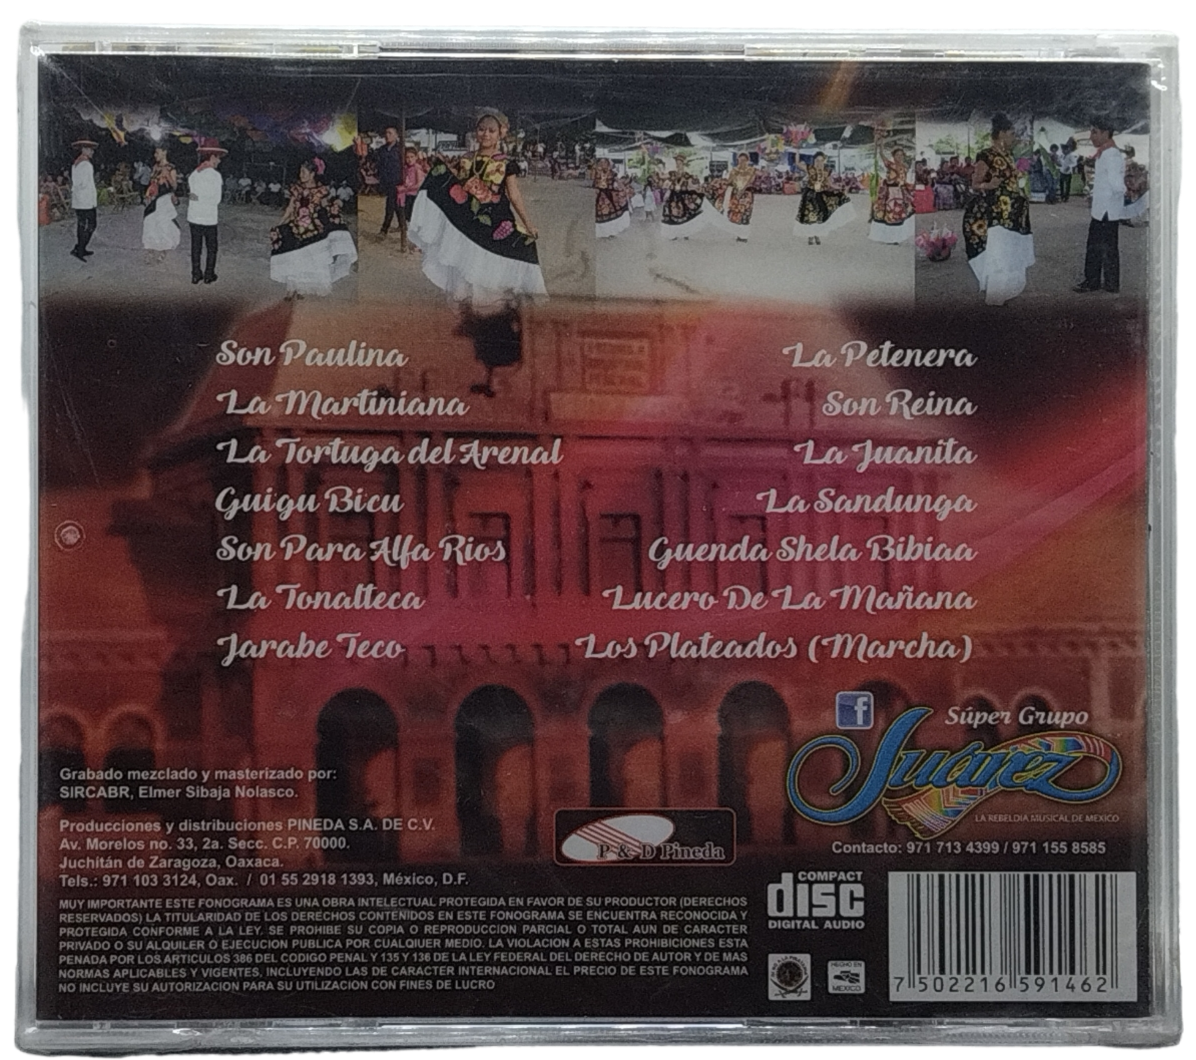 Son Paulina
La Martiniana
La Tortuga del Arenal
Guigu Bicu
Son Para Alfa Rios
La Tonalteca
Jarabe Teco
La Petenera
Son Reina
La Juanita
La Sandunga
Guenda Shela Bibiaa
Lucero De La Mañana
Los Plateados (Marcha)
f
Súper Grupo
Juárez
LA REBELDIA MUSICAL DE MEXICO
Contacto: 971 713 4399 / 971 155 8585
Grabado mezclado y masterizado por:
SIRCABR, Elmer Sibaja Nolasco.
Producciones y distribuciones PINEDA S.A. DE C.V.
Av. Morelos no. 33, 2a. Secc. C.P. 70000.
Juchitán de Zaragoza, Oaxaca.
Tels.: 971 103 3124, Oax. / 01 55 2918 1393, México, D.F.
P & D Pineda
MUY IMPORTANTE ESTE FONOGRAMA ES UNA OBRA INTELECTUAL PROTEGIDA EN FAVOR DE SU PRODUCTOR (DERECHOS
RESERVADOS) LA TITULARIDAD DE LOS DERECHOS CONTENIDOS EN ESTE FONOGRAMA SE ENCUENTRA RECONOCIDA Y
PROTEGIDA CONFORME A LA LEY. SE PROHIBE SU COPIA O REPRODUCCION PARCIAL O TOTAL AUN DE CARACTER
PRIVADO O SU ALQUILER O EJECUCION PUBLICA POR CUALQIUER MEDIO. LA VIOLACION A ESTAS PROHIBICIONES ESTA
PENADA POR LOS ARTICULOS 386 DEL CODIGO PENAL Y 135 Y 136 DE LA LEY FEDERAL DEL DERECHO DE AUTOR Y DE MAS
NORMAS APLICABLES Y VIGENTES, INCLUYENDO LAS DE CARACTER INTERNACIONAL EL PRECIO DE ESTE FONOGRAMA
NO INCLUYE SU AUTORIZACION PARA SU UTILIZACION CON FINES DE LUCRO
COMPACT
disc
DIGITAL AUDIO
HECHO EN
MEXICO
7 502216 591462